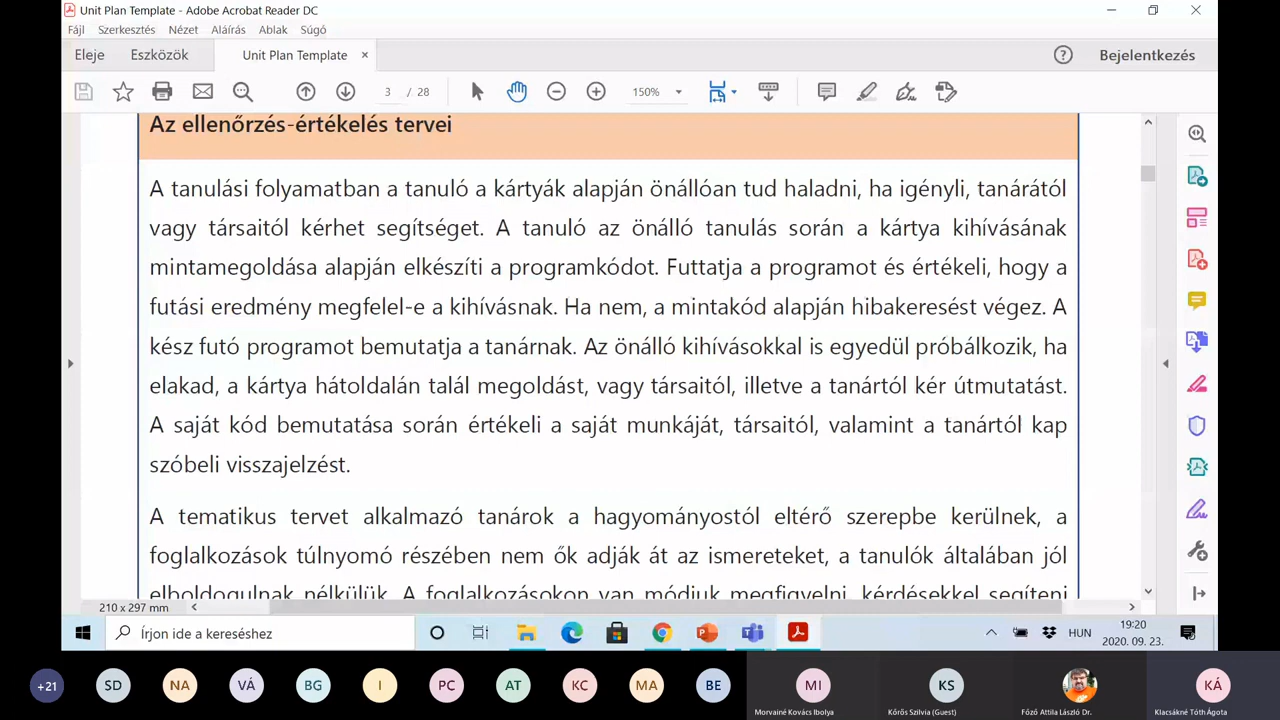 Unit Plan Template - Adobe Acrobat Reader DC
Fájl Szerkesztés Nézet Aláírás Ablak Súgó
Eleje Eszközök Unit Plan Template × Bejelentkezés
3 / 28 150%
Az ellenőrzés-értékelés tervei
A tanulási folyamatban a tanuló a kártyák alapján önállóan tud haladni, ha igényli, tanárától
vagy társaitól kérhet segítséget. A tanuló az önálló tanulás során a kártya kihívásának
mintamegoldása alapján elkészíti a programkódot. Futtatja a programot és értékeli, hogy a
futási eredmény megfelel-e a kihívásnak. Ha nem, a mintakód alapján hibakeresést végez. A
kész futó programot bemutatja a tanárnak. Az önálló kihívásokkal is egyedül próbálkozik, ha
elakad, a kártya hátoldalán talál megoldást, vagy társaitól, illetve a tanártól kér útmutatást.
A saját kód bemutatása során értékeli a saját munkáját, társaitól, valamint a tanártól kap
szóbeli visszajelzést.
A tematikus tervet alkalmazó tanárok a hagyományostól eltérő szerepbe kerülnek, a
foglalkozások túlnyomó részében nem ők adják át az ismereteket, a tanulók általában jól
elboldogulnak nélkülük. A foglalkozásokon van módjuk megfigyelni, kérdésekkel segíteni
210 x 297 mm
Írjon ide a kereséshez
HUN
19:20
2020. 09. 23.
+21 SD NA VÁ BG I PC AT KC MA BE MI KS KÁ
Morvainé Kovács Ibolya Kőrös Szilvia (Guest) Főző Attila László Dr. Klacsákné Tóth Ágota